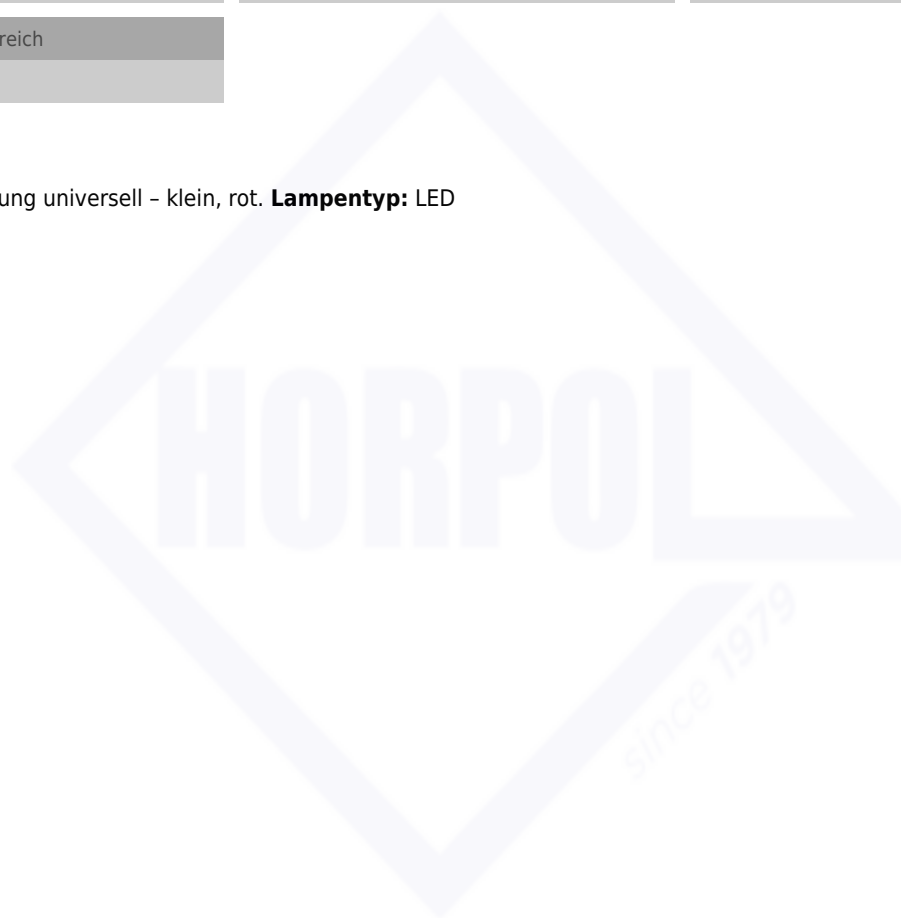 reich
ung universell – klein, rot. Lampentyp: LED
HORPOL
since 1979